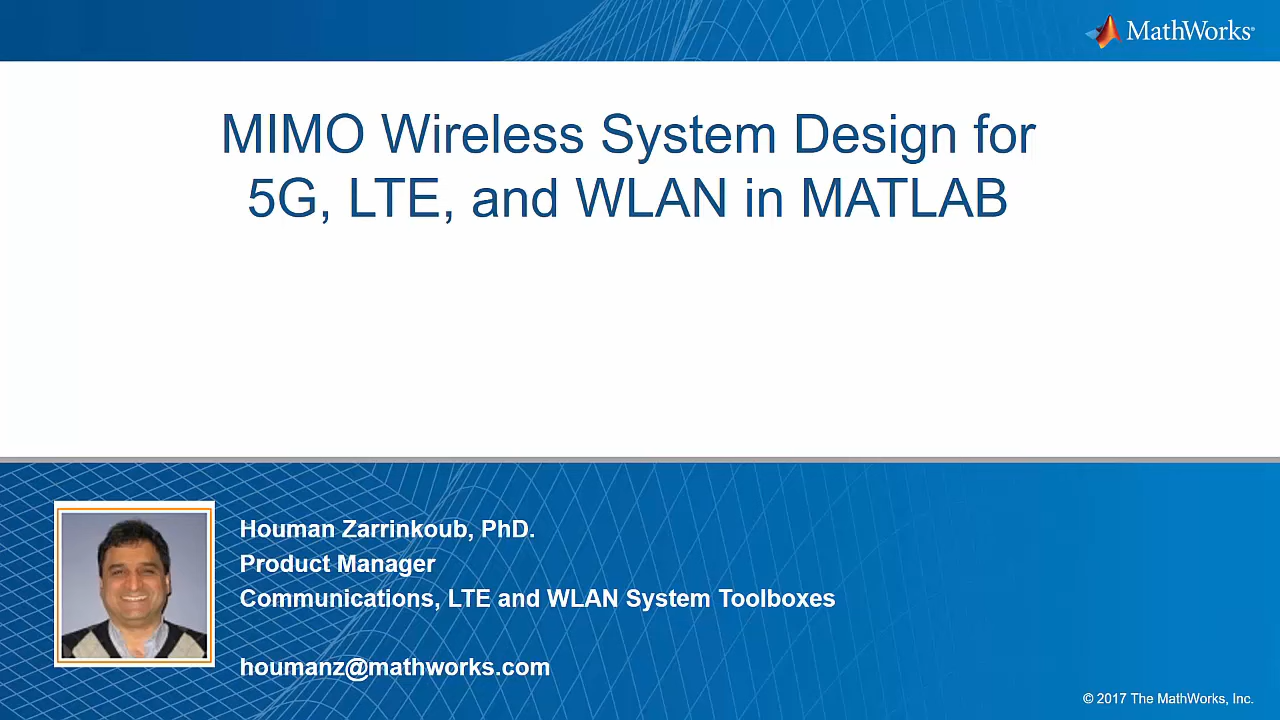 MathWorks®
MIMO Wireless System Design for
5G, LTE, and WLAN in MATLAB
Houman Zarrinkoub, PhD.
Product Manager
Communications, LTE and WLAN System Toolboxes
houmanz@mathworks.com
© 2017 The MathWorks, Inc.